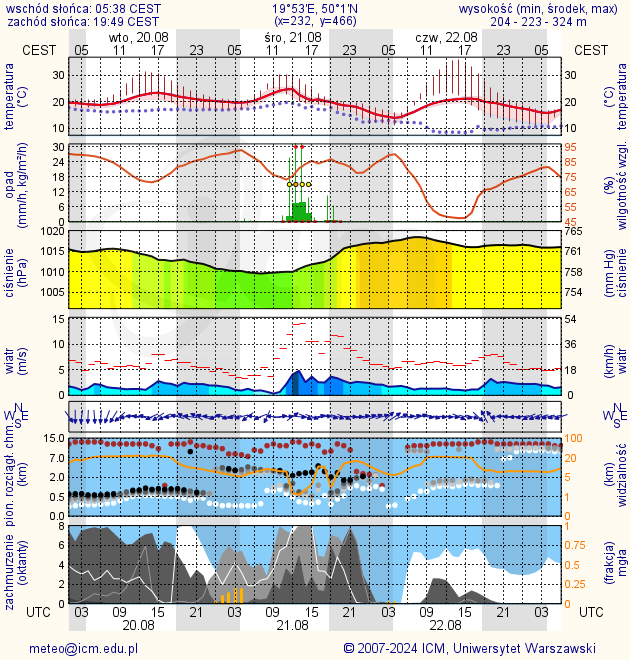 wschód słońca: 05:38 CEST 19°53'E, 50°1'N wysokość (min, środek, max)
zachód słońca: 19:49 CEST (x=232, y=466) 204 - 223 - 324 m
wto, 20.08 śro, 21.08 czw, 22.08
CEST 05 11 17 23 05 11 17 23 05 11 17 23 05 CEST
temperatura (°C) 30 20 10 30 20 10 (°C) temperatura
opad (mm/h, kg/m²/h) 30 24 18 12 6 0 95 85 75 65 55 45 (%) wilgotność wzgl.
ciśnienie (hPa) 1020 1015 1010 1005 765 761 758 754 (mm Hg) ciśnienie
wiatr (m/s) 15 10 5 0 54 36 18 0 (km/h) wiatr
N W E S N W E S
pion. rozciągł. chm. (km) 15.0 7.0 2.0 0.5 0.0 100 20 5 1 0 (km) widzialność
zachmurzenie (oktanty) 8 6 4 2 0 1 0.75 0.5 0.25 0 (frakcja) mgła
UTC 03 09 15 21 03 09 15 21 03 09 15 21 03 UTC
20.08 21.08 22.08
meteo@icm.edu.pl © 2007-2024 ICM, Uniwersytet Warszawski